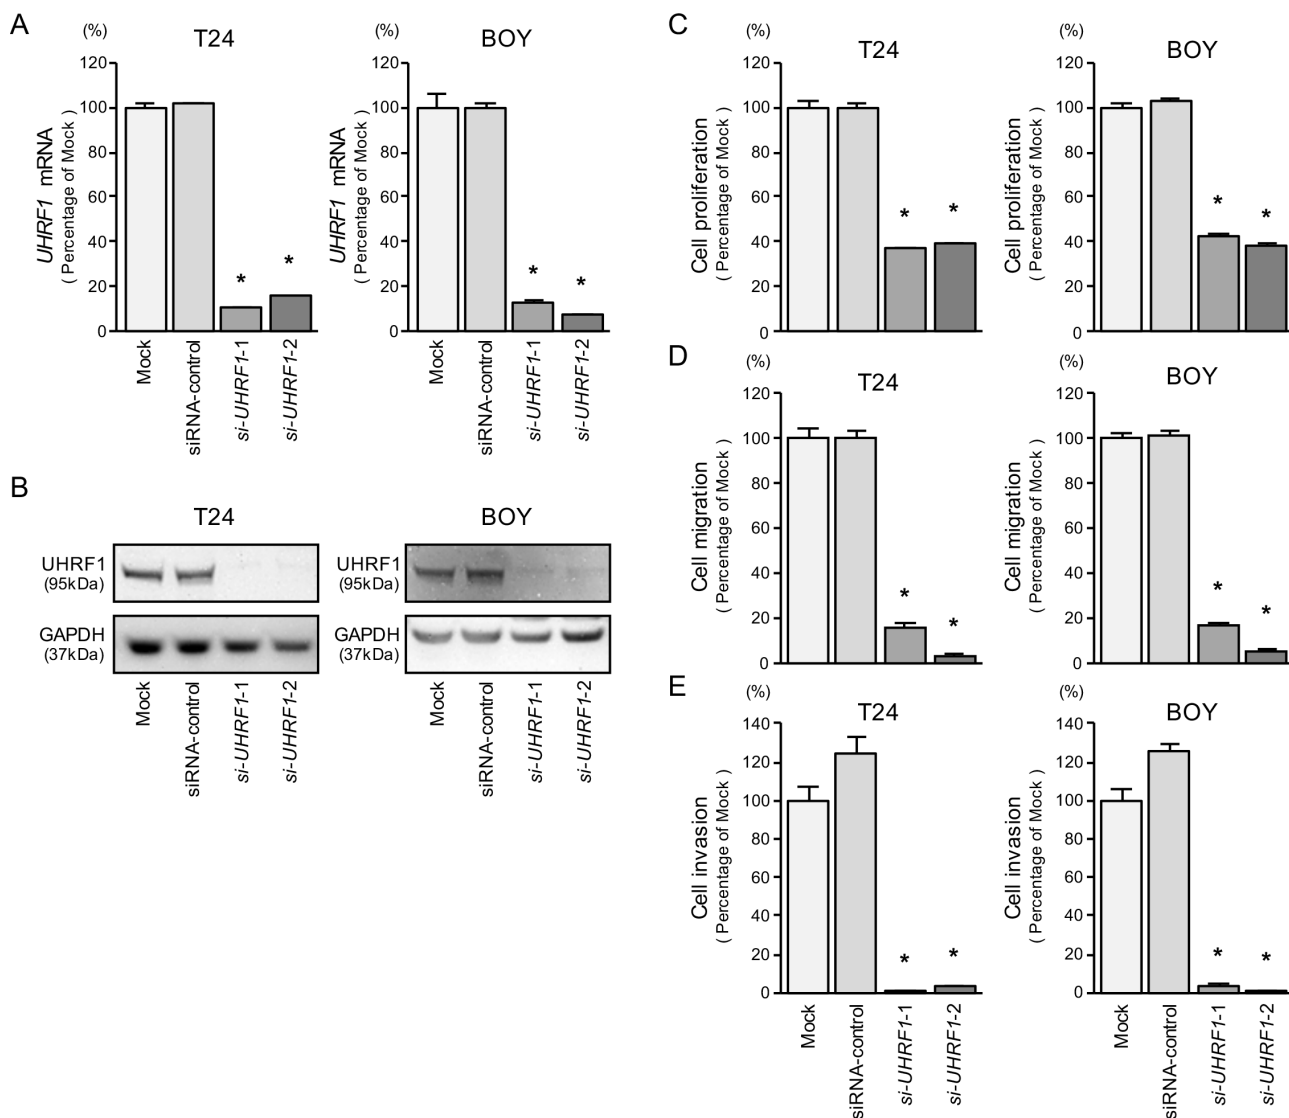 A
(%)
T24
120
100
80
60
40
20
0
UHRF1 mRNA
( Percentage of Mock )
Mock
siRNA-control
si-UHRF1-1
si-UHRF1-2
*
*
(%)
BOY
120
100
80
60
40
20
0
UHRF1 mRNA
( Percentage of Mock )
Mock
siRNA-control
si-UHRF1-1
si-UHRF1-2
*
*
B
T24
UHRF1
(95kDa)
GAPDH
(37kDa)
Mock
siRNA-control
si-UHRF1-1
si-UHRF1-2
BOY
UHRF1
(95kDa)
GAPDH
(37kDa)
Mock
siRNA-control
si-UHRF1-1
si-UHRF1-2
C
(%)
T24
120
100
80
60
40
20
0
Cell proliferation
( Percentage of Mock )
*
*
(%)
BOY
120
100
80
60
40
20
0
Cell proliferation
( Percentage of Mock )
*
*
D
(%)
T24
120
100
80
60
40
20
0
Cell migration
( Percentage of Mock )
*
*
(%)
BOY
120
100
80
60
40
20
0
Cell migration
( Percentage of Mock )
*
*
E
(%)
T24
140
120
100
80
60
40
20
0
Cell invasion
( Percentage of Mock )
*
*
Mock
siRNA-control
si-UHRF1-1
si-UHRF1-2
(%)
BOY
140
120
100
80
60
40
20
0
Cell invasion
( Percentage of Mock )
*
*
Mock
siRNA-control
si-UHRF1-1
si-UHRF1-2